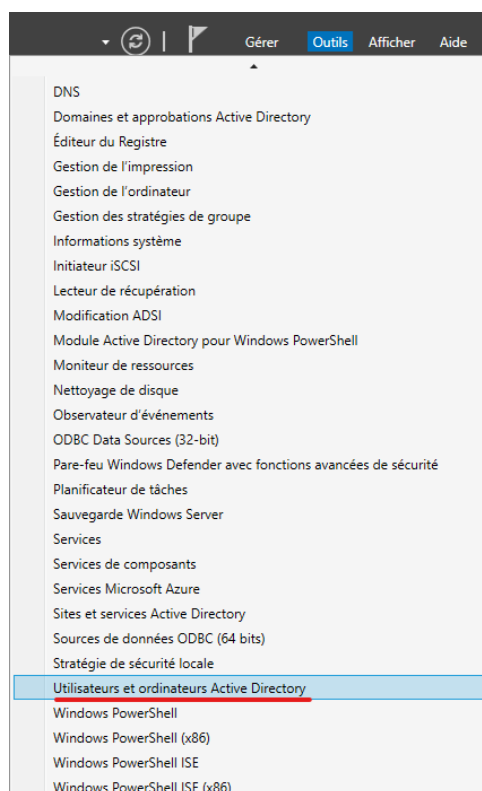 Gérer Outils Afficher Aide
DNS
Domaines et approbations Active Directory
Éditeur du Registre
Gestion de l'impression
Gestion de l'ordinateur
Gestion des stratégies de groupe
Informations système
Initiateur iSCSI
Lecteur de récupération
Modification ADSI
Module Active Directory pour Windows PowerShell
Moniteur de ressources
Nettoyage de disque
Observateur d'événements
ODBC Data Sources (32-bit)
Pare-feu Windows Defender avec fonctions avancées de sécurité
Planificateur de tâches
Sauvegarde Windows Server
Services
Services de composants
Services Microsoft Azure
Sites et services Active Directory
Sources de données ODBC (64 bits)
Stratégie de sécurité locale
Utilisateurs et ordinateurs Active Directory
Windows PowerShell
Windows PowerShell (x86)
Windows PowerShell ISE
Windows PowerShell ISE (x86)